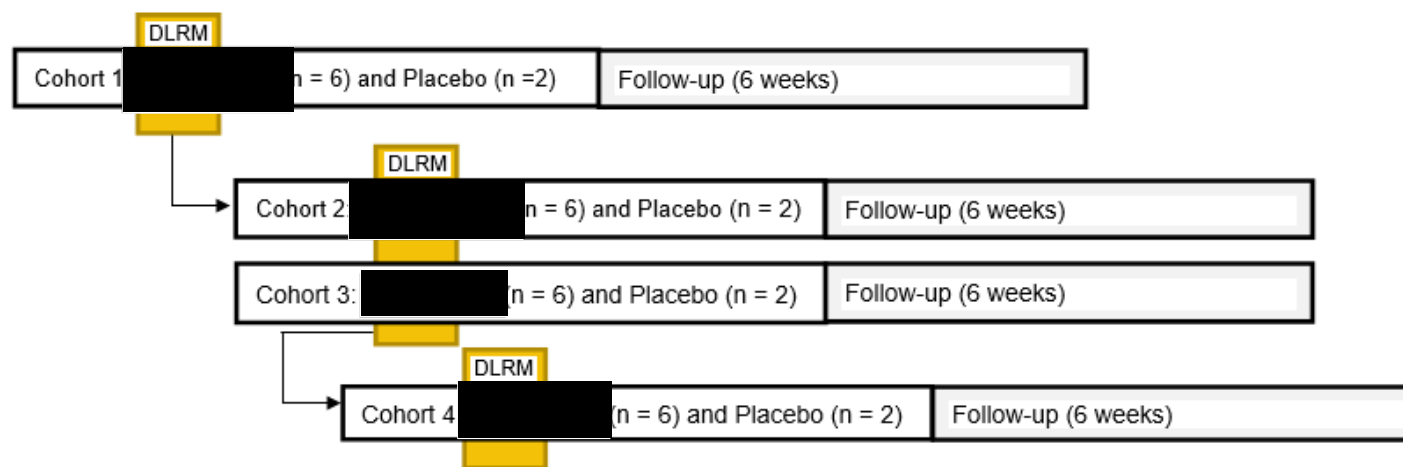 DLRM
Cohort 1 n = 6) and Placebo (n =2) Follow-up (6 weeks)
DLRM
Cohort 2: n = 6) and Placebo (n = 2) Follow-up (6 weeks)
Cohort 3: (n = 6) and Placebo (n = 2) Follow-up (6 weeks)
DLRM
Cohort 4 (n = 6) and Placebo (n = 2) Follow-up (6 weeks)